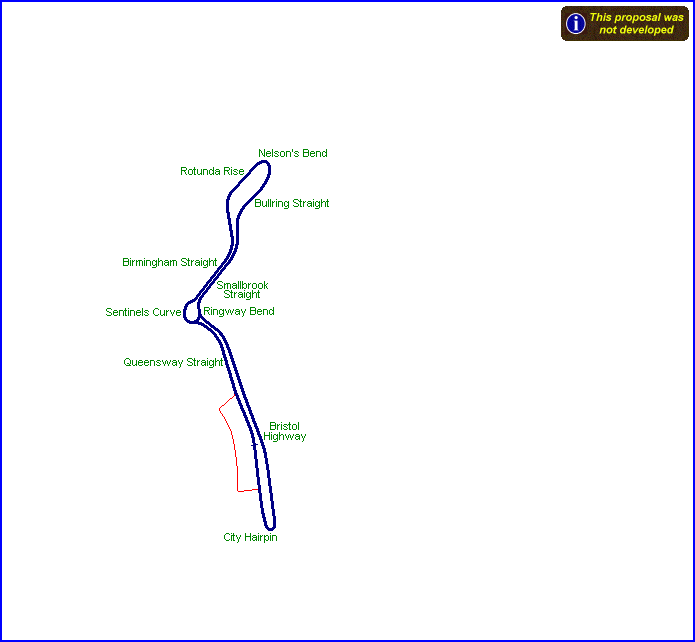 This proposal was
not developed
Nelson's Bend
Rotunda Rise
Bullring Straight
Birmingham Straight
Smallbrook
Straight
Sentinels Curve
Ringway Bend
Queensway Straight
Bristol
Highway
City Hairpin